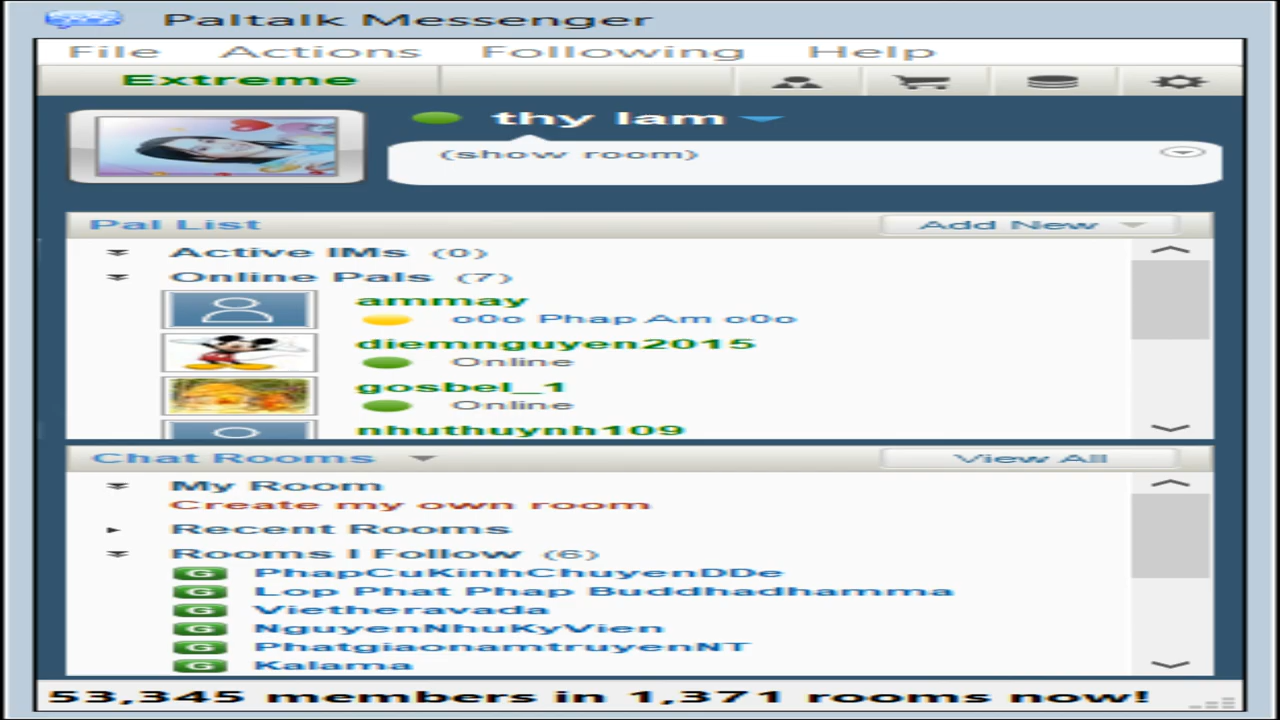 Paltalk Messenger
File Actions Following Help
Extreme
thy lam
(show room)
Pal List Add New
Active IMs (0)
Online Pals (7)
ammay
o0o Phap Am o0o
diemnguyen2015
Online
gosbel_1
Online
nhuthuynh109
Chat Rooms View All
My Room
Create my own room
Recent Rooms
Rooms I Follow (6)
G PhapCuKinhChuyenDDe
G Lop Phat Phap Buddhadhamma
G Vietheravada
G NguyenNhuKyVien
G PhatgiaonamtruyenNT
G Kalama
53,345 members in 1,371 rooms now!